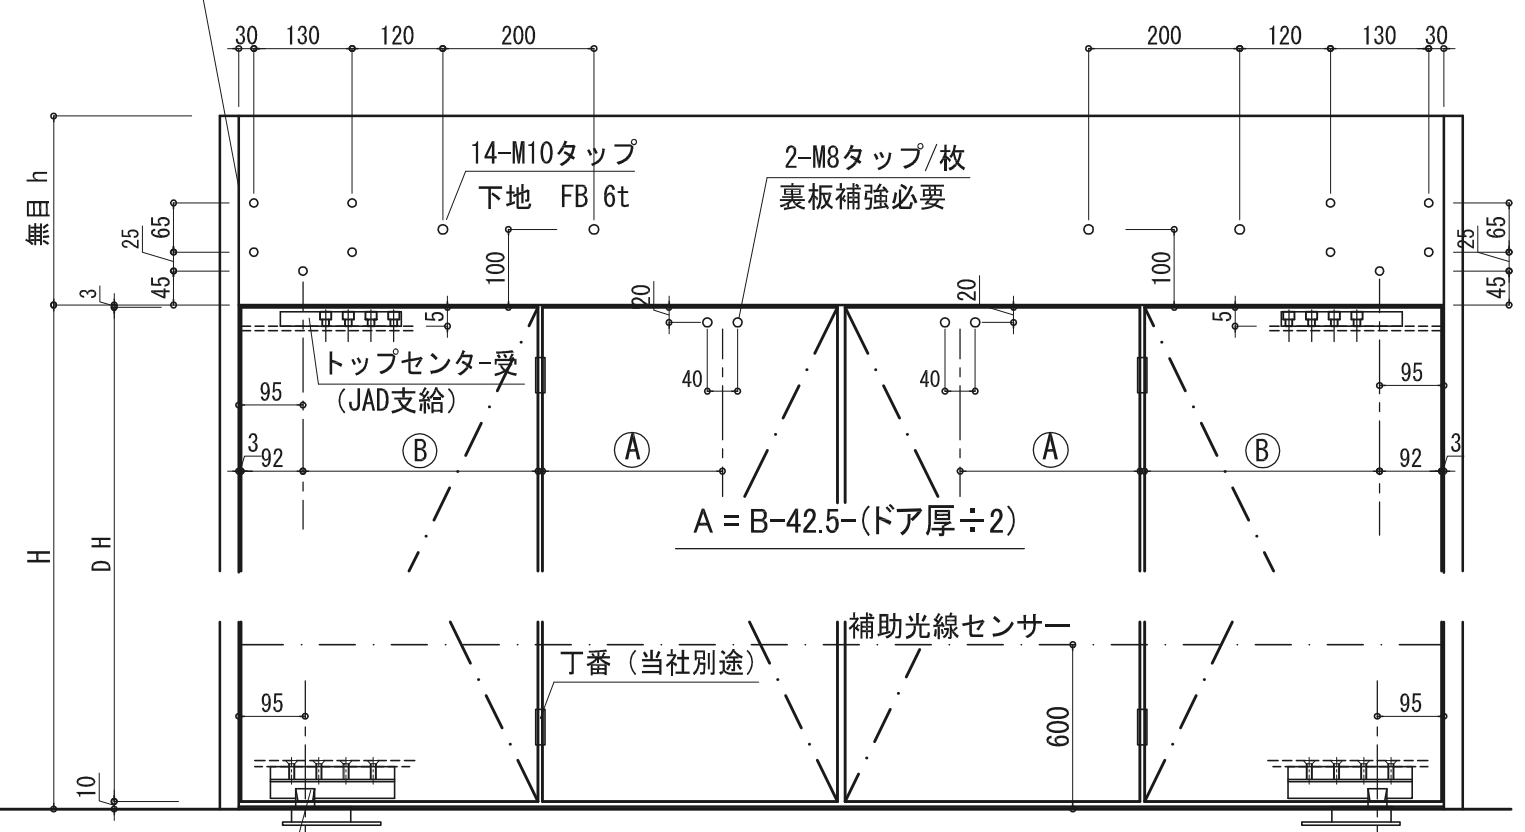 30 130 120 200
200 120 130 30
14-M10タップ
下地　FB 6t
2-M8タップ/枚
裏板補強必要
無目 h
65
25
45
3
100
20
5
100
20
5
65
25
45
トップセンター受
(JAD支給)
95
40
40
95
3
92
B
A
A
B
92
3
A = B-42.5-(ドア厚÷2)
H
D H
補助光線センサー
丁番（当社別途）
95
600
95
10